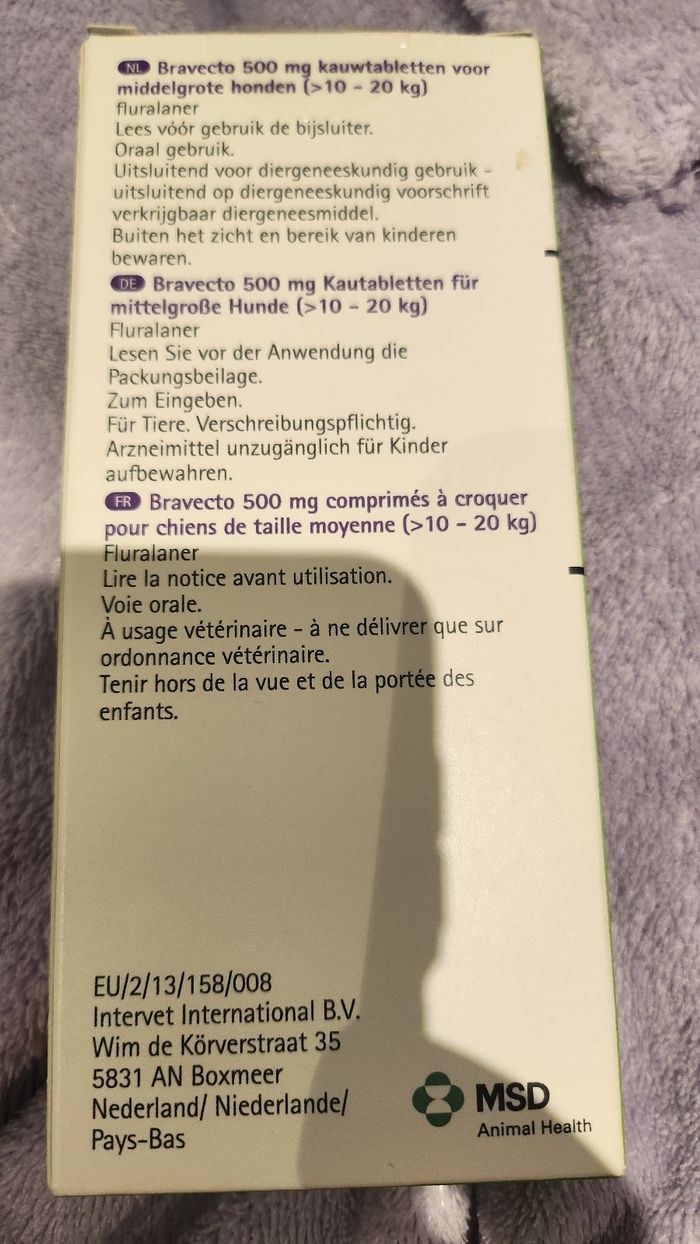 NL Bravecto 500 mg kauwtabletten voor
middelgrote honden (>10 – 20 kg)
fluralaner
Lees vóór gebruik de bijsluiter.
Oraal gebruik.
Uitsluitend voor diergeneeskundig gebruik –
uitsluitend op diergeneeskundig voorschrift
verkrijgbaar diergeneesmiddel.
Buiten het zicht en bereik van kinderen
bewaren.
DE Bravecto 500 mg Kautabletten für
mittelgroße Hunde (>10 – 20 kg)
Fluralaner
Lesen Sie vor der Anwendung die
Packungsbeilage.
Zum Eingeben.
Für Tiere. Verschreibungspflichtig.
Arzneimittel unzugänglich für Kinder
aufbewahren.
FR Bravecto 500 mg comprimés à croquer
pour chiens de taille moyenne (>10 – 20 kg)
Fluralaner
Lire la notice avant utilisation.
Voie orale.
À usage vétérinaire – à ne délivrer que sur
ordonnance vétérinaire.
Tenir hors de la vue et de la portée des
enfants.
EU/2/13/158/008
Intervet International B.V.
Wim de Körverstraat 35
5831 AN Boxmeer
Nederland/ Niederlande/
Pays-Bas
MSD
Animal Health